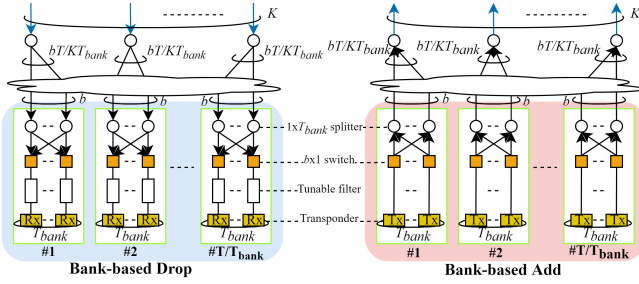 K K
bT/KT_bank bT/KT_bank bT/KT_bank bT/KT_bank bT/KT_bank bT/KT_bank
b b b b b b
1xT_bank splitter
bx1 switch
Tunable filter
Transponder
Rx Rx Rx Rx Rx Rx Tx Tx Tx Tx Tx Tx
T_bank T_bank T_bank T_bank T_bank T_bank
#1 #2 #T/T_bank #1 #2 #T/T_bank
Bank-based Drop Bank-based Add